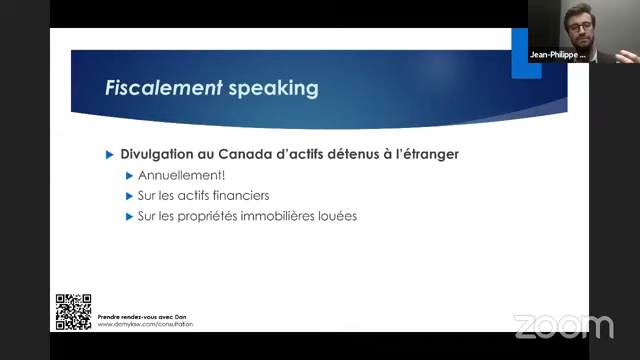 Jean-Philippe ...
Fiscalement speaking
Divulgation au Canada d'actifs détenus à l'étranger
Annuellement!
Sur les actifs financiers
Sur les propriétés immobilières louées
Prendre rendez-vous avec Dan
www.derhylaw.com/consultation
zoom